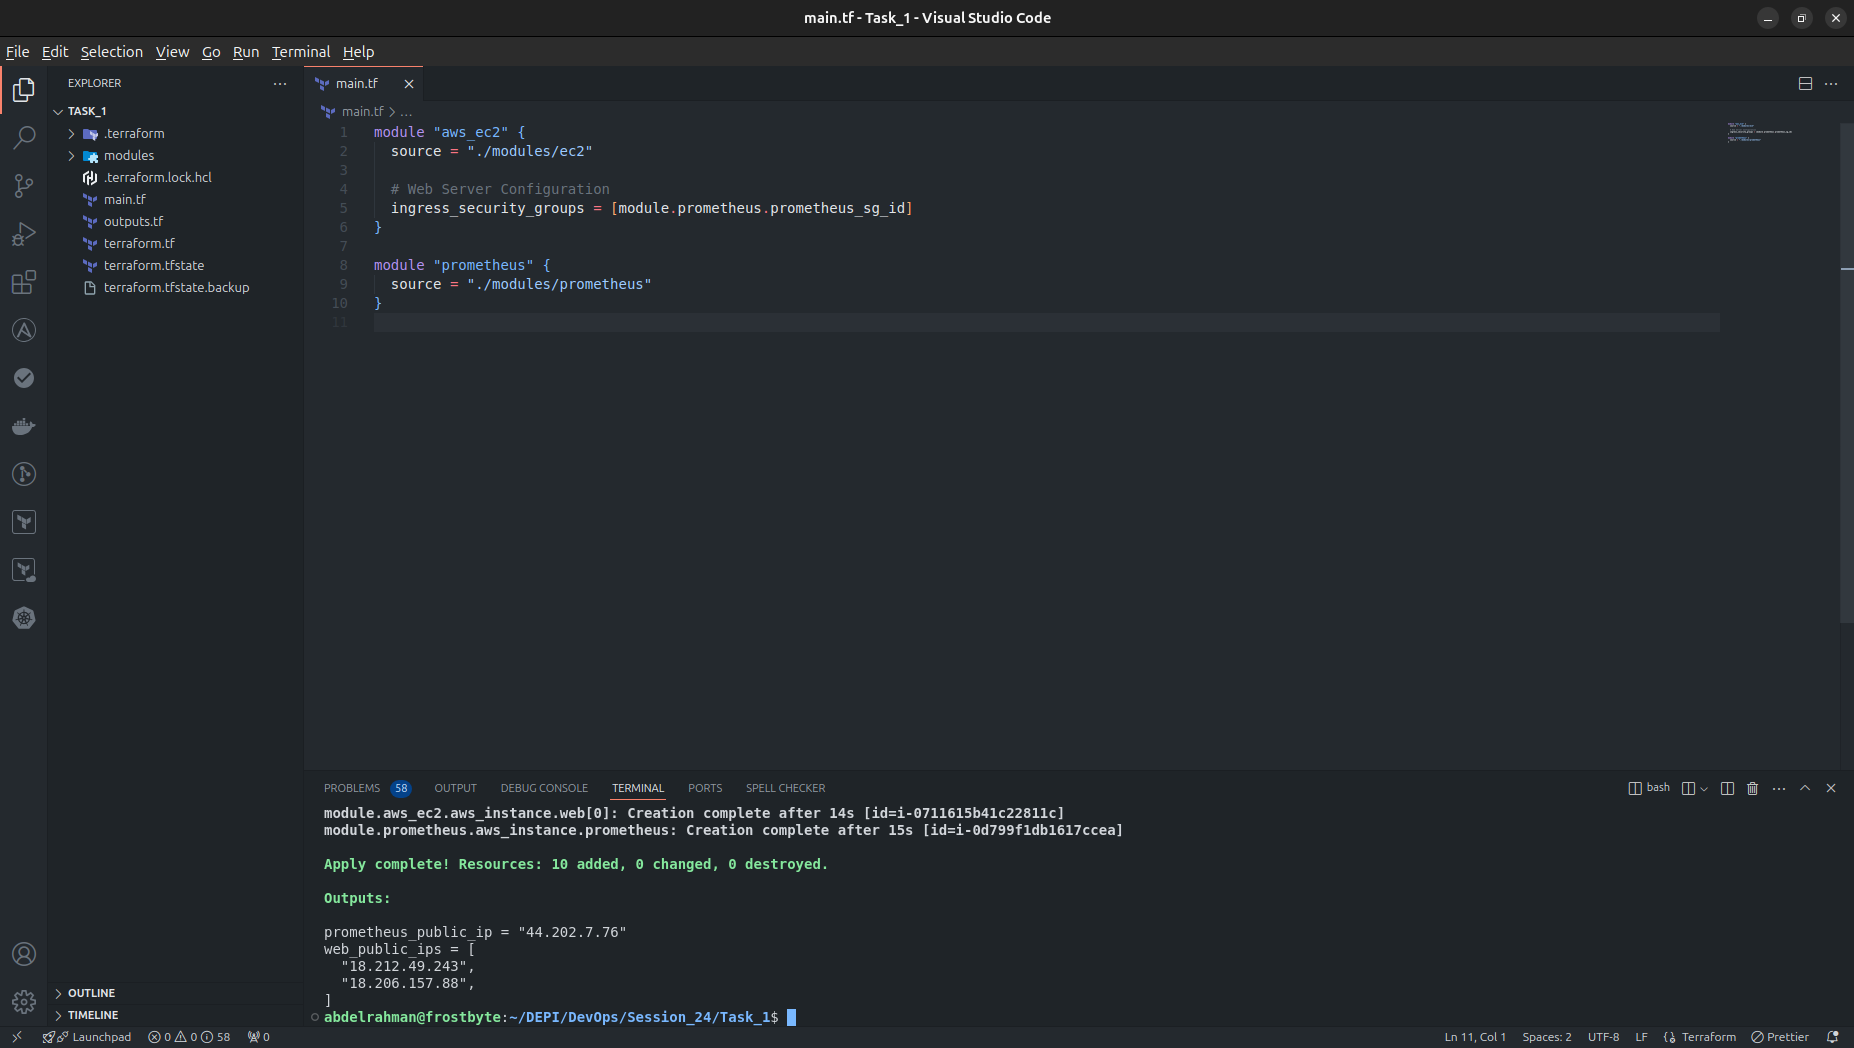 main.tf - Task_1 - Visual Studio Code
File Edit Selection View Go Run Terminal Help
EXPLORER
TASK_1
.terraform
modules
.terraform.lock.hcl
main.tf
outputs.tf
terraform.tf
terraform.tfstate
terraform.tfstate.backup
OUTLINE
TIMELINE
main.tf
main.tf > ...
1 module "aws_ec2" {
2   source = "./modules/ec2"
3
4   # Web Server Configuration
5   ingress_security_groups = [module.prometheus.prometheus_sg_id]
6 }
7
8 module "prometheus" {
9   source = "./modules/prometheus"
10 }
11
PROBLEMS 58 OUTPUT DEBUG CONSOLE TERMINAL PORTS SPELL CHECKER
bash
module.aws_ec2.aws_instance.web[0]: Creation complete after 14s [id=i-0711615b41c22811c]
module.prometheus.aws_instance.prometheus: Creation complete after 15s [id=i-0d799f1db1617ccea]
Apply complete! Resources: 10 added, 0 changed, 0 destroyed.
Outputs:
prometheus_public_ip = "44.202.7.76"
web_public_ips = [
  "18.212.49.243",
  "18.206.157.88",
]
abdelrahman@frostbyte:~/DEPI/DevOps/Session_24/Task_1$
Launchpad 0 0 58 0 Ln 11, Col 1 Spaces: 2 UTF-8 LF {} Terraform Prettier